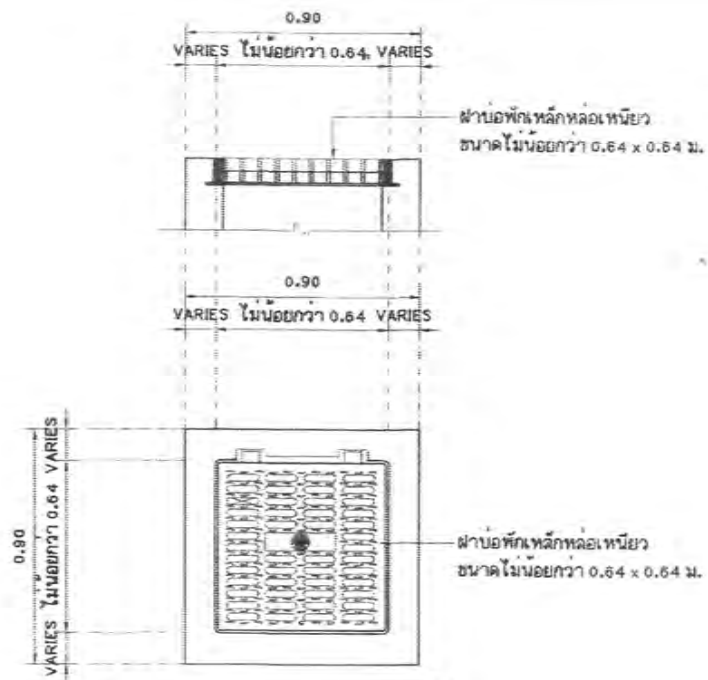 0.90
VARIES ไม่น้อยกว่า 0.64, VARIES
ฝาบ่อพักเหล็กหล่อเหนียว
ขนาดไม่น้อยกว่า 0.64 x 0.64 ม.
0.90
VARIES ไม่น้อยกว่า 0.64 VARIES
0.90
VARIES ไม่น้อยกว่า 0.64 VARIES
ฝาบ่อพักเหล็กหล่อเหนียว
ขนาดไม่น้อยกว่า 0.64 x 0.64 ม.